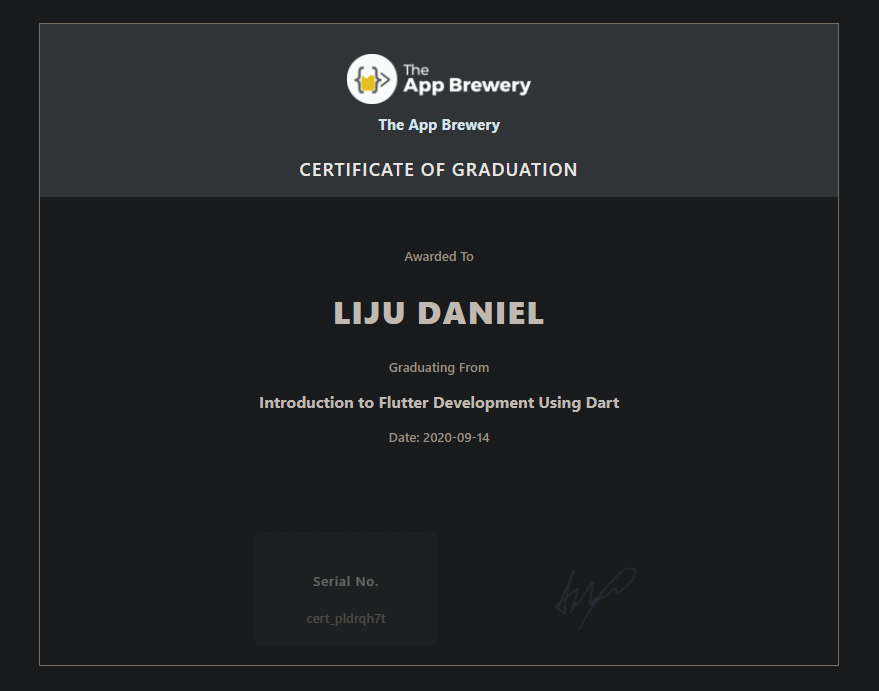 The
App Brewery
The App Brewery
CERTIFICATE OF GRADUATION
Awarded To
LIJU DANIEL
Graduating From
Introduction to Flutter Development Using Dart
Date: 2020-09-14
Serial No.
cert_pldrqh7t